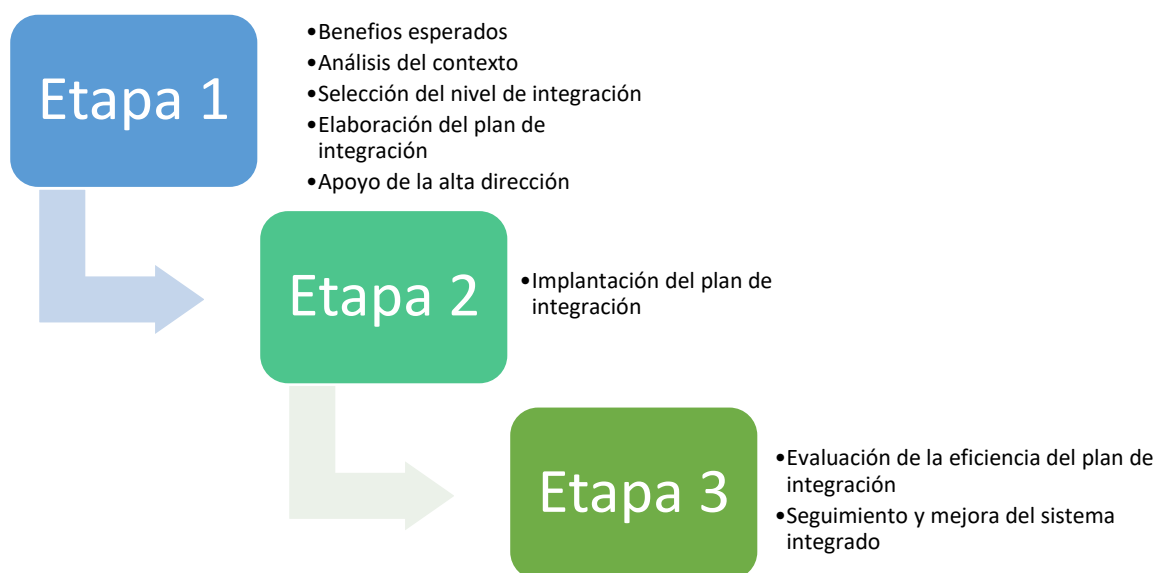 Etapa 1
•Benefios esperados
•Análisis del contexto
•Selección del nivel de integración
•Elaboración del plan de
integración
•Apoyo de la alta dirección
Etapa 2
•Implantación del plan de
integración
Etapa 3
•Evaluación de la eficiencia del plan de
integración
•Seguimiento y mejora del sistema
integrado